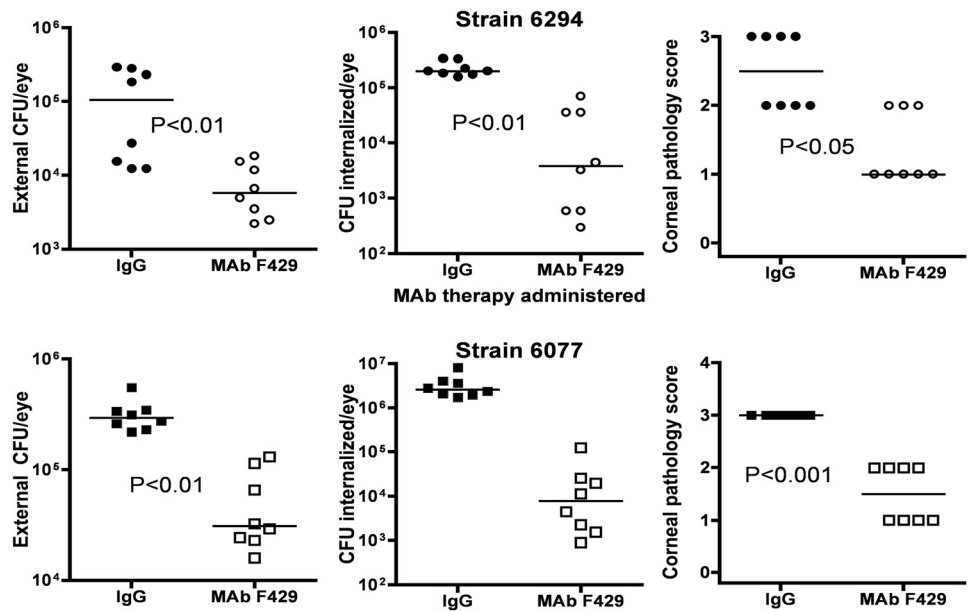 Strain 6294
External CFU/eye
10⁶
10⁵
10⁴
10³
P<0.01
IgG MAb F429
CFU internalized/eye
10⁶
10⁵
10⁴
10³
10²
P<0.01
IgG MAb F429
Corneal pathology score
3
2
1
0
P<0.05
IgG MAb F429
MAb therapy administered
Strain 6077
External CFU/eye
10⁶
10⁵
10⁴
P<0.01
IgG MAb F429
CFU internalized/eye
10⁷
10⁶
10⁵
10⁴
10³
10²
IgG MAb F429
Corneal pathology score
4
3
2
1
0
P<0.001
IgG MAb F429